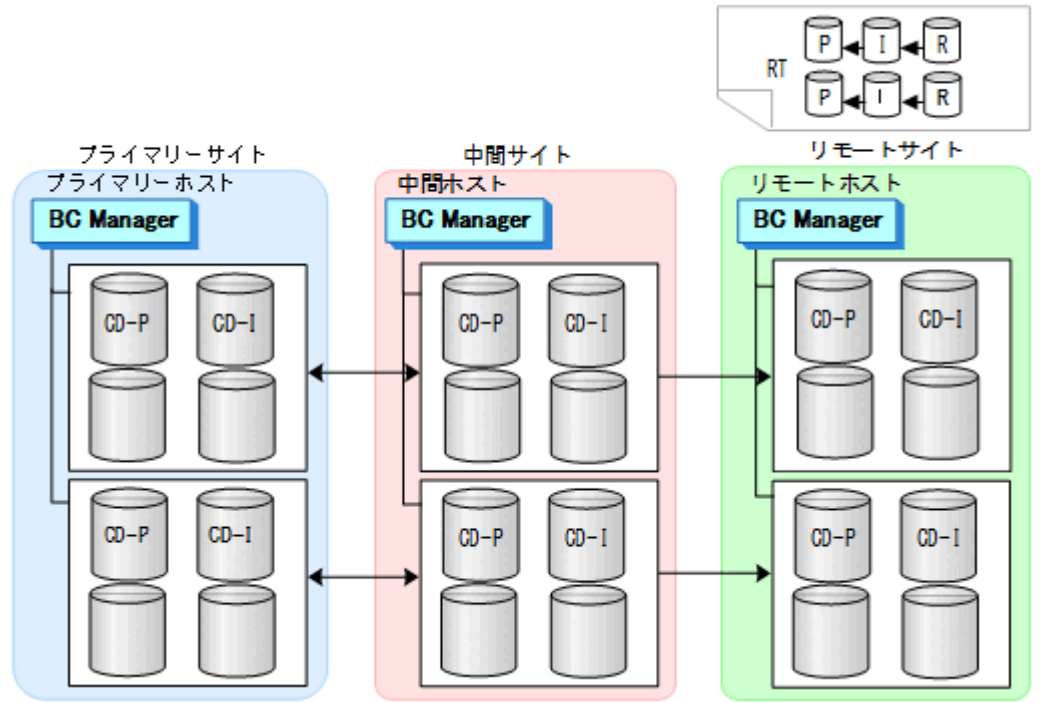 P I R
RT
P I R
プライマリーサイト 中間サイト リモートサイト
プライマリーホスト 中間ホスト リモートホスト
BC Manager BC Manager BC Manager
CD-P CD-I CD-P CD-I CD-P CD-I
CD-P CD-I CD-P CD-I CD-P CD-I